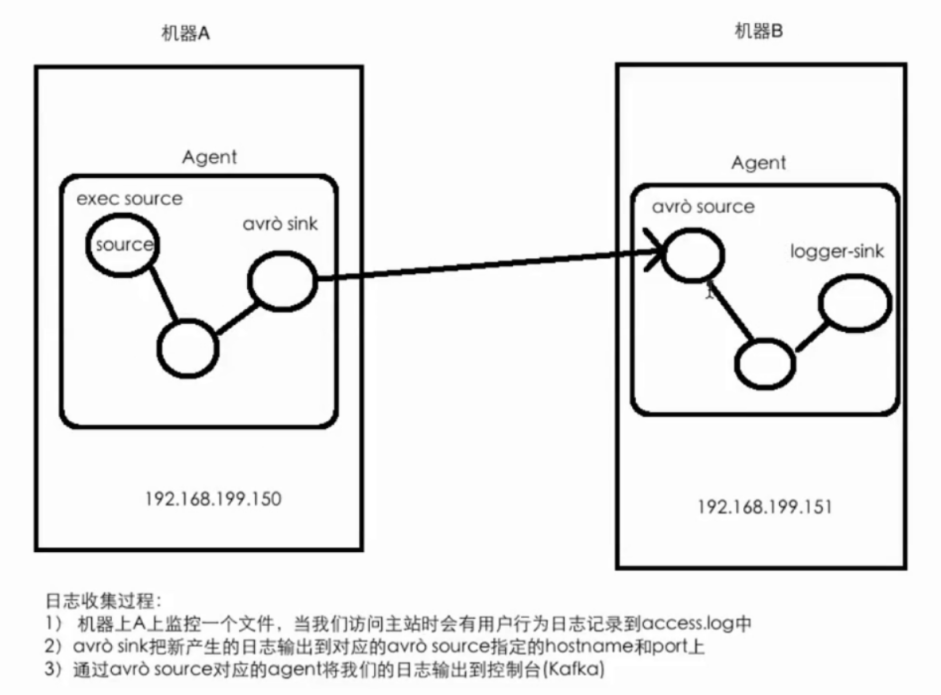 机器A
机器B
Agent
exec source
source
avrò sink
192.168.199.150
Agent
avrò source
logger-sink
192.168.199.151
日志收集过程：
1） 机器上A上监控一个文件，当我们访问主站时会有用户行为日志记录到access.log中
2）avrò sink把新产生的日志输出到对应的avrò source指定的hostname和port上
3）通过avrò source对应的agent将我们的日志输出到控制台(Kafka)